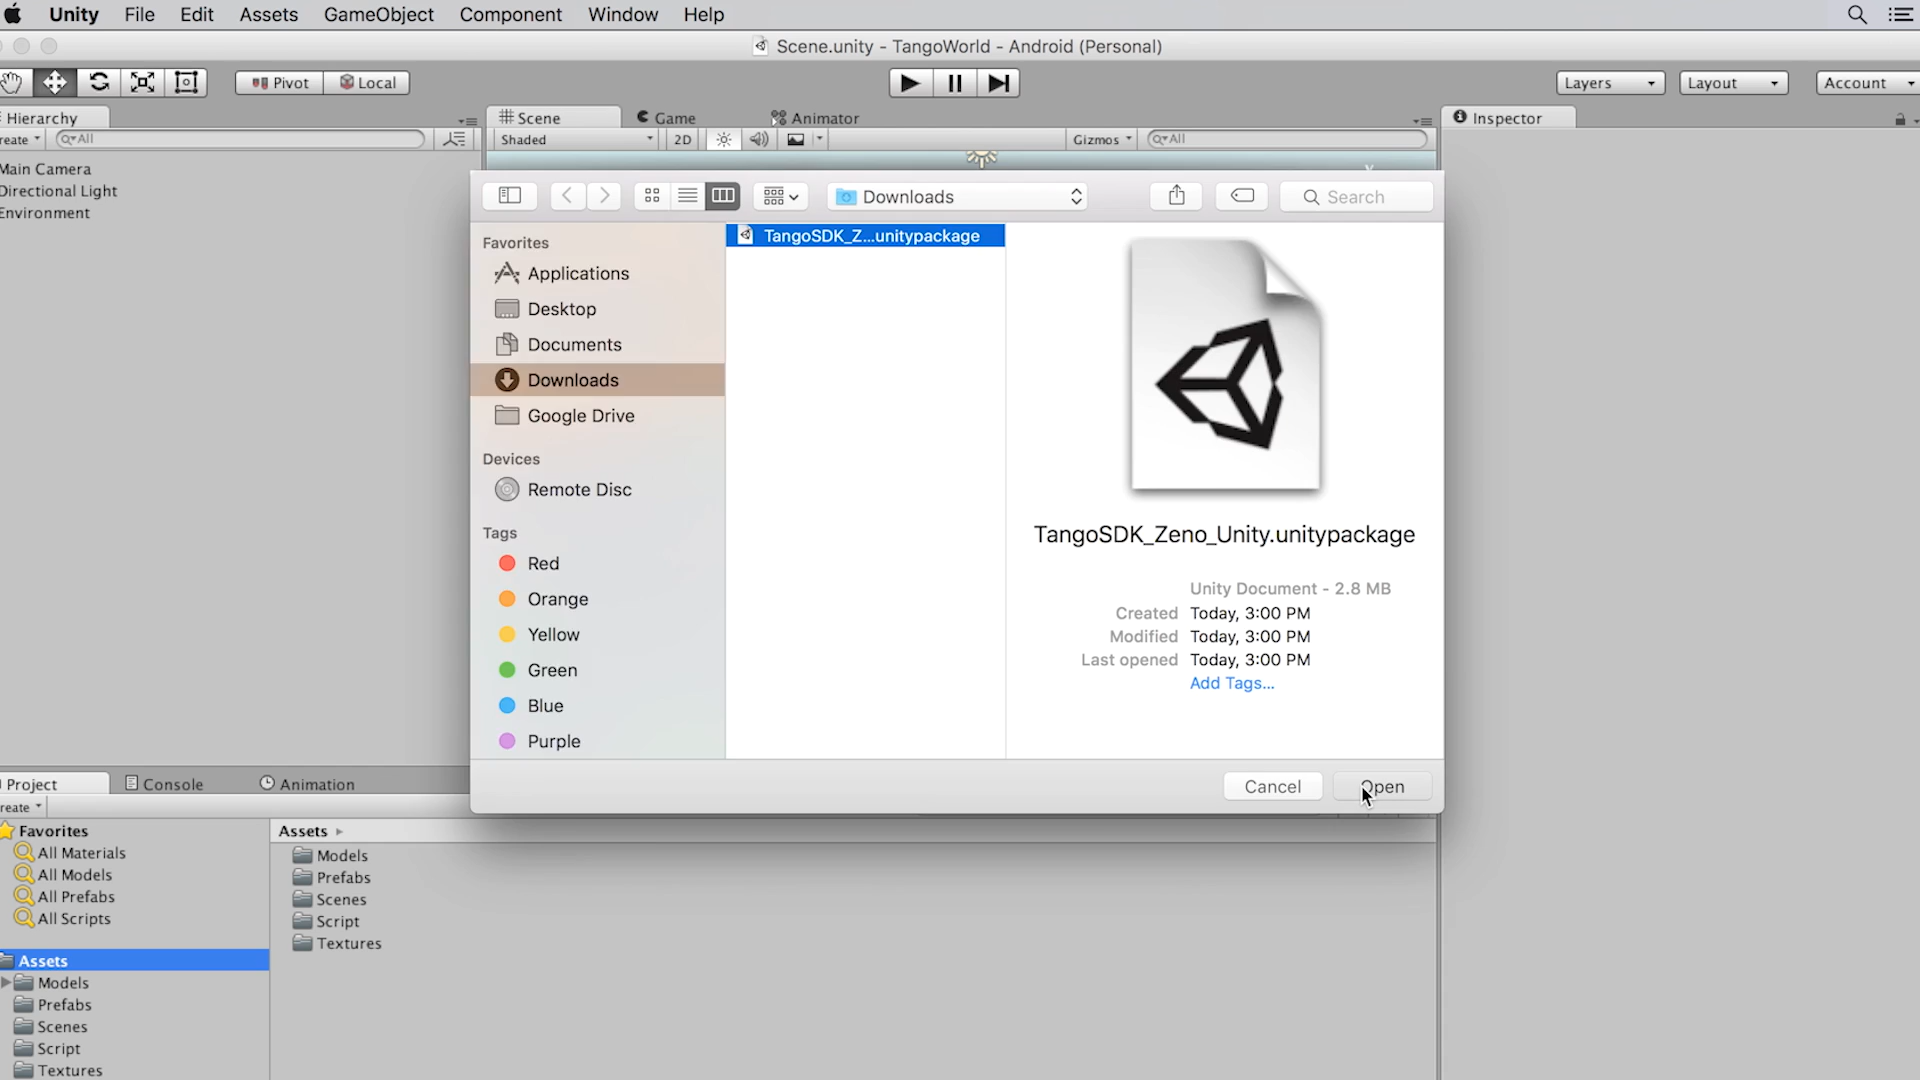 Unity File Edit Assets GameObject Component Window Help
Scene.unity - TangoWorld - Android (Personal)
Pivot Local Layers Layout Account
Hierarchy Scene Game Animator Inspector
reate All Shaded 2D Gizmos All
Main Camera
Directional Light
Environment
Downloads Search
Favorites
Applications
Desktop
Documents
Downloads
Google Drive
Devices
Remote Disc
Tags
Red
Orange
Yellow
Green
Blue
Purple
TangoSDK_Z...unitypackage
TangoSDK_Zeno_Unity.unitypackage
Unity Document - 2.8 MB
Created Today, 3:00 PM
Modified Today, 3:00 PM
Last opened Today, 3:00 PM
Add Tags...
Cancel Open
Project Console Animation
reate
Favorites
All Materials
All Models
All Prefabs
All Scripts
Assets
Models
Prefabs
Scenes
Script
Textures
Assets
Models
Prefabs
Scenes
Script
Textures